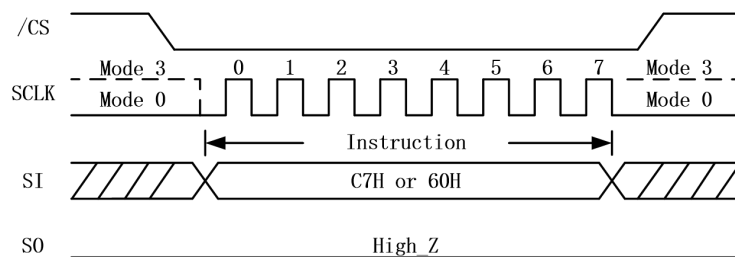 /CS
Mode 3 0 1 2 3 4 5 6 7 Mode 3
SCLK
Mode 0 Mode 0
Instruction
SI C7H or 60H
SO High_Z